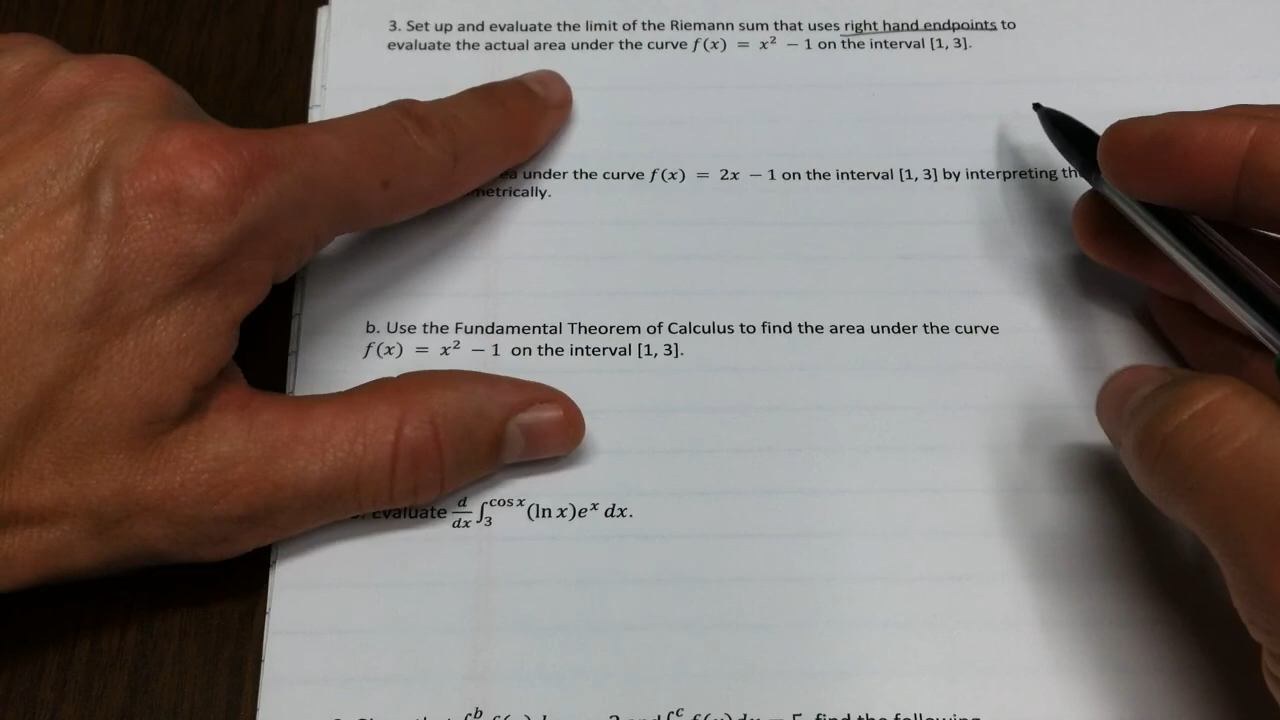 3. Set up and evaluate the limit of the Riemann sum that uses right hand endpoints to
evaluate the actual area under the curve f(x) = x² − 1 on the interval [1, 3].
under the curve f(x) = 2x − 1 on the interval [1, 3] by interpreting
b. Use the Fundamental Theorem of Calculus to find the area under the curve
f(x) = x² − 1 on the interval [1, 3].
Evaluate d/dx ∫₃^cos x (ln x)eˣ dx.
find the following